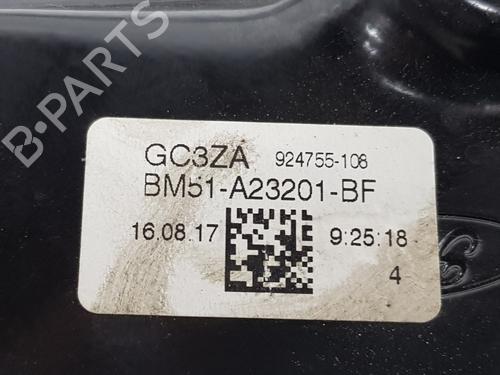 GC3ZA 924755-108
BM51-A23201-BF
16.08.17 9:25:18
4
B-PARTS